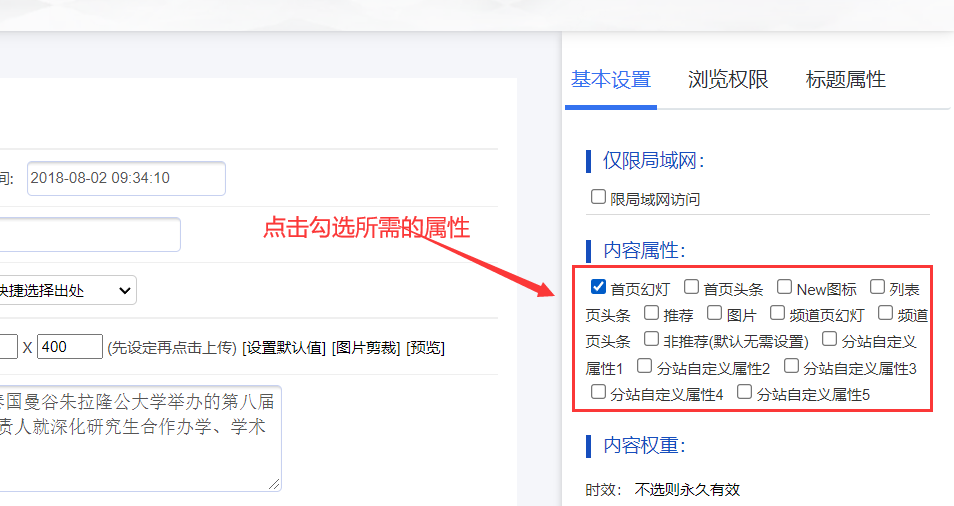 基本设置 浏览权限 标题属性
仅限局域网：
限局域网访问
间: 2018-08-02 09:34:10
点击勾选所需的属性
内容属性：
首页幻灯 首页头条 New图标 列表
页头条 推荐 图片 频道页幻灯 频道
页头条 非推荐(默认无需设置) 分站自定义
属性1 分站自定义属性2 分站自定义属性3
分站自定义属性4 分站自定义属性5
快捷选择出处
X 400 (先设定再点击上传) [设置默认值] [图片剪裁] [预览]
泰国曼谷朱拉隆公大学举办的第八届
责人就深化研究生合作办学、学术
内容权重：
时效： 不选则永久有效